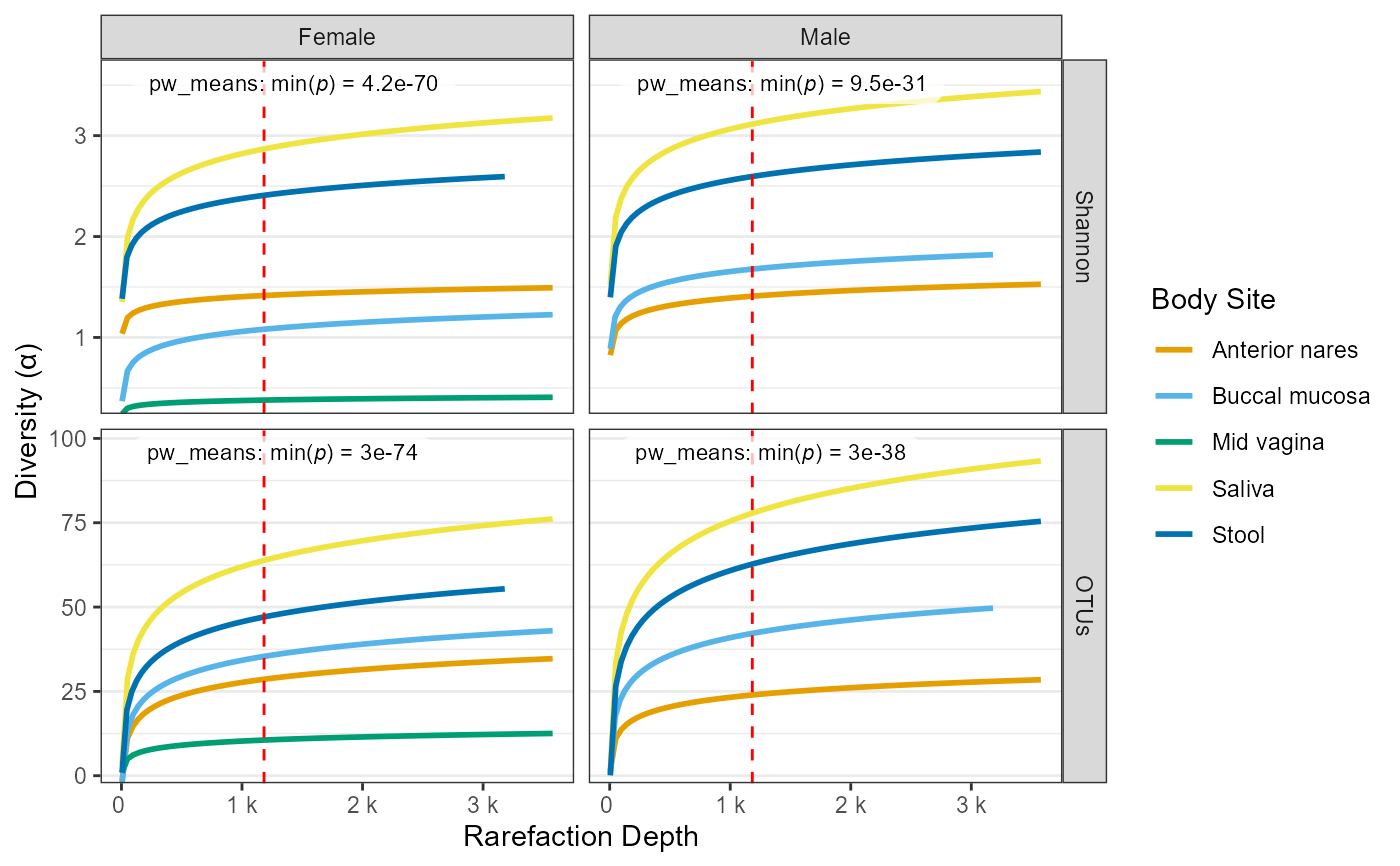 Female
Male
pw_means: min(p) = 4.2e-70
pw_means: min(p) = 9.5e-31
Shannon
3
2
1
pw_means: min(p) = 3e-74
pw_means: min(p) = 3e-38
OTUs
100
75
50
25
0
0
1 k
2 k
3 k
0
1 k
2 k
3 k
Rarefaction Depth
Diversity (α)
Body Site
Anterior nares
Buccal mucosa
Mid vagina
Saliva
Stool